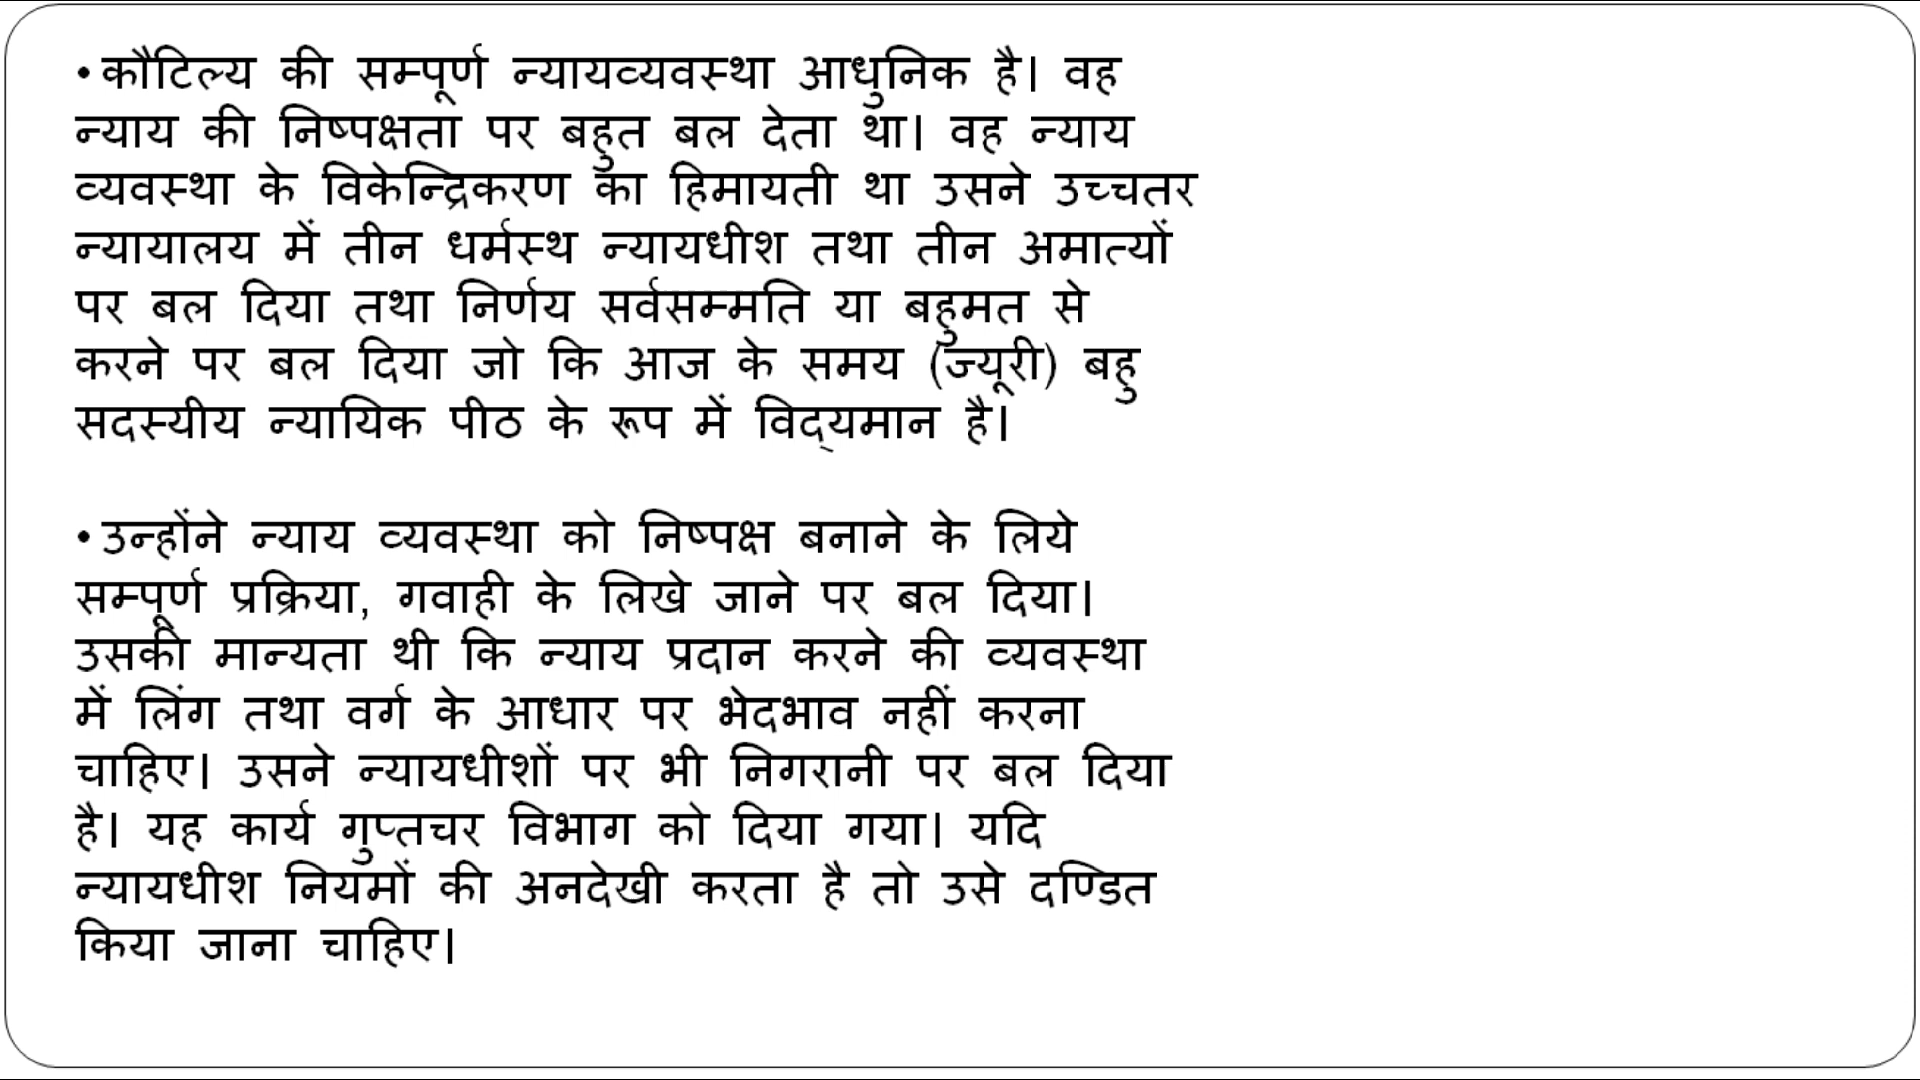 • कौटिल्य की सम्पूर्ण न्यायव्यवस्था आधुनिक है। वह
न्याय की निष्पक्षता पर बहुत बल देता था। वह न्याय
व्यवस्था के विकेन्द्रिकरण का हिमायती था उसने उच्चतर
न्यायालय में तीन धर्मस्थ न्यायधीश तथा तीन अमात्यों
पर बल दिया तथा निर्णय सर्वसम्मति या बहुमत से
करने पर बल दिया जो कि आज के समय (ज्यूरी) बहु
सदस्यीय न्यायिक पीठ के रूप में विद्यमान है।
• उन्होंने न्याय व्यवस्था को निष्पक्ष बनाने के लिये
सम्पूर्ण प्रक्रिया, गवाही के लिखे जाने पर बल दिया।
उसकी मान्यता थी कि न्याय प्रदान करने की व्यवस्था
में लिंग तथा वर्ग के आधार पर भेदभाव नहीं करना
चाहिए। उसने न्यायधीशों पर भी निगरानी पर बल दिया
है। यह कार्य गुप्तचर विभाग को दिया गया। यदि
न्यायधीश नियमों की अनदेखी करता है तो उसे दण्डित
किया जाना चाहिए।